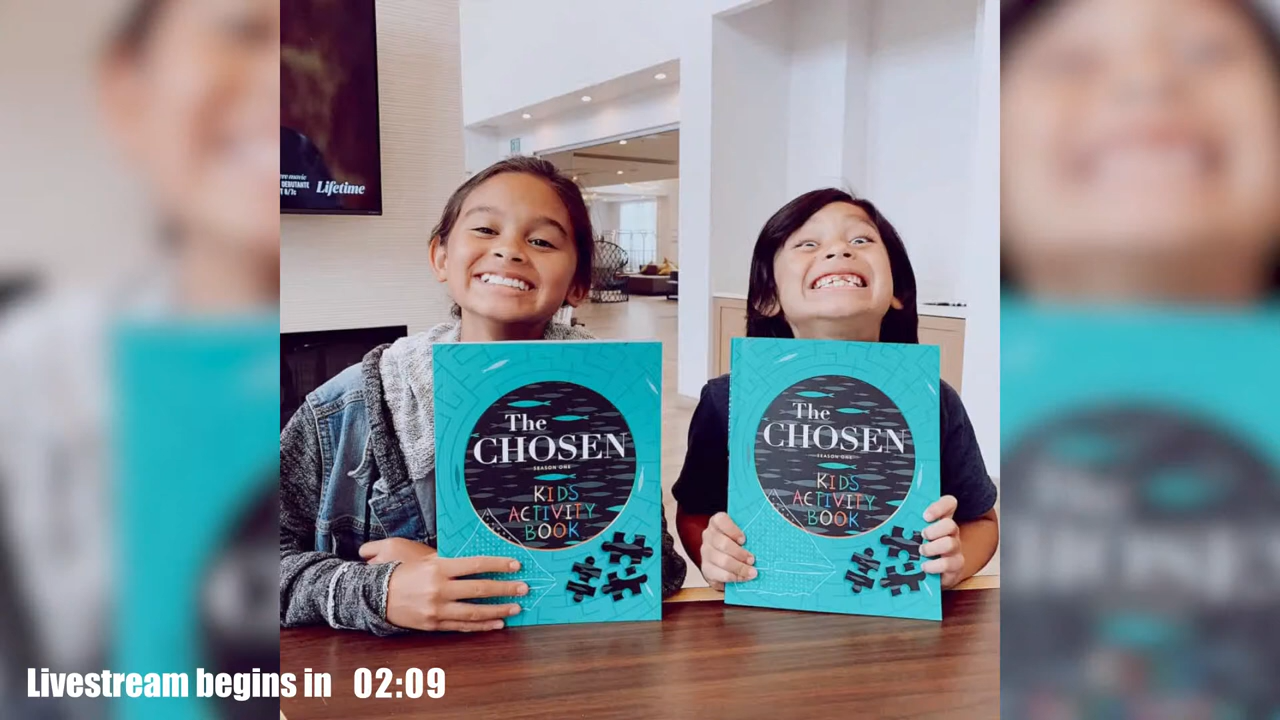 DEBUTANTE
Lifetime
The
CHOSEN
SEASON ONE
KIDS
ACTIVITY
BOOK
The
CHOSEN
SEASON ONE
KIDS
ACTIVITY
BOOK
Livestream begins in 02:09